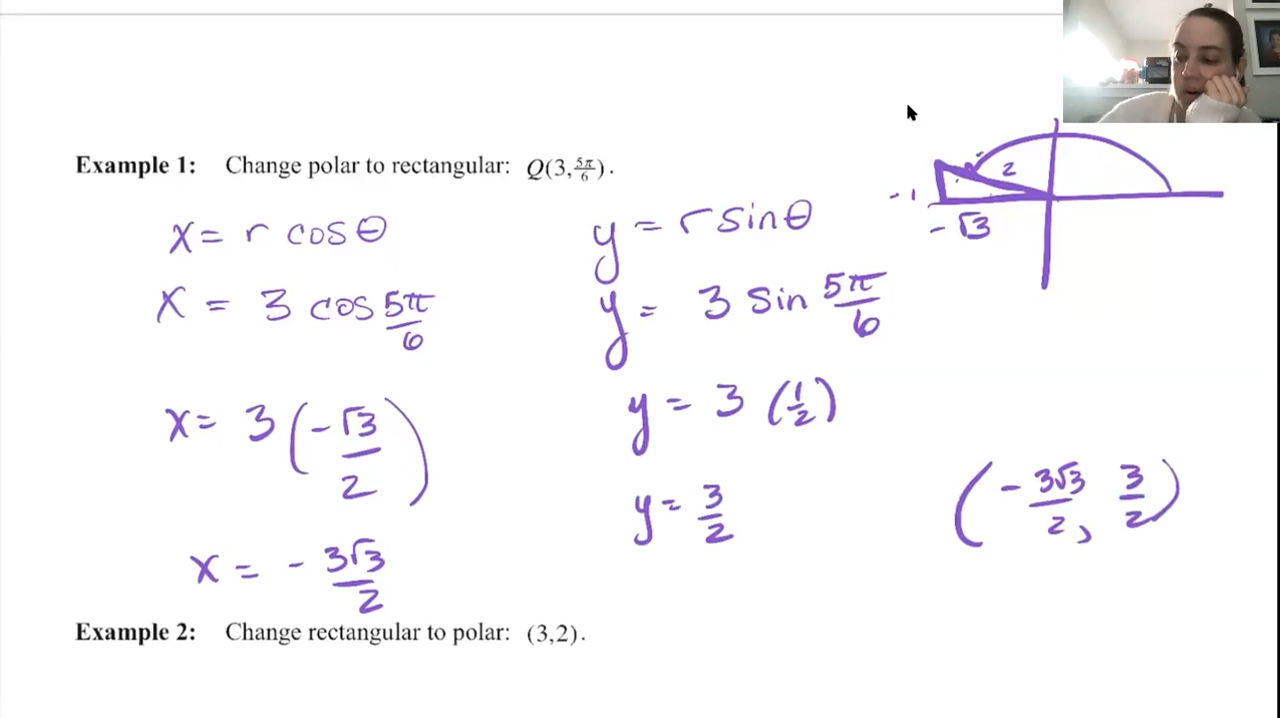 Example 1: Change polar to rectangular: Q(3, 5π/6).
x = r cos θ
y = r sin θ
x = 3 cos 5π/6
y = 3 sin 5π/6
x = 3 (-√3/2)
y = 3 (1/2)
x = - 3√3/2
y = 3/2
(- 3√3/2, 3/2)
2
- 1
- √3
Example 2: Change rectangular to polar: (3,2).